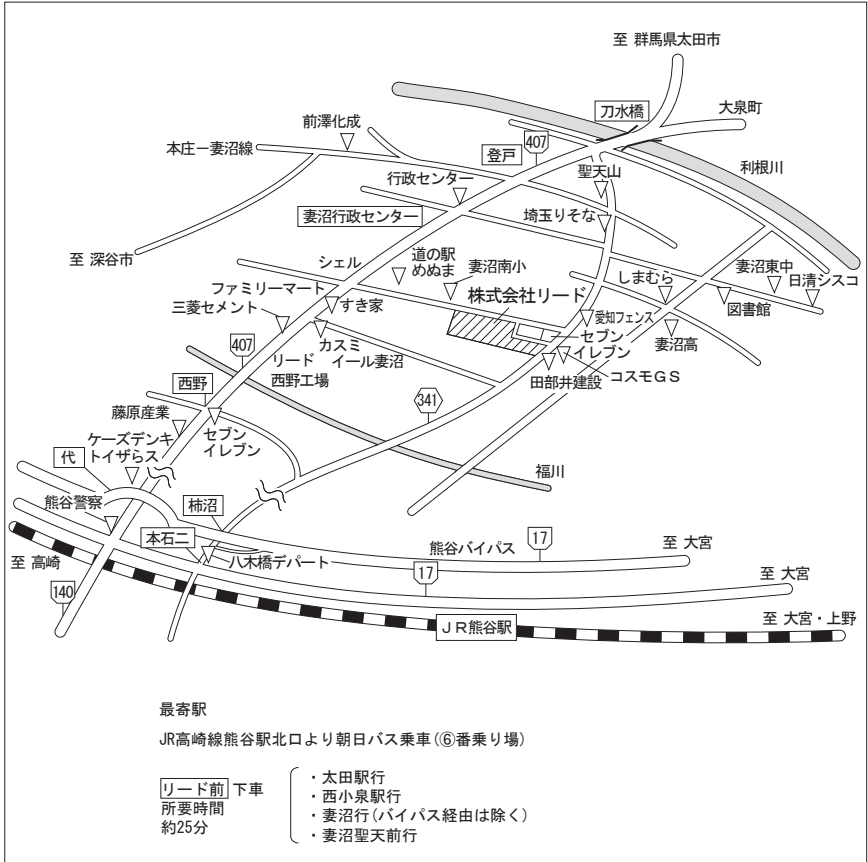 至 群馬県太田市
刀水橋
大泉町
前澤化成
407
本庄－妻沼線
登戸
聖天山
利根川
行政センター
妻沼行政センター
埼玉りそな
至 深谷市
シェル
道の駅
めぬま
妻沼南小
しまむら
妻沼東中
日清シスコ
ファミリーマート
株式会社リード
三菱セメント
すき家
愛知フェンス
図書館
セブン
イレブン
妻沼高
カスミ
イール妻沼
407
リード
西野工場
田部井建設
コスモＧＳ
西野
341
藤原産業
セブン
イレブン
ケーズデンキ
トイザらス
代
福川
熊谷警察
柿沼
本石二
熊谷バイパス
17
至 大宮
至 高崎
八木橋デパート
17
至 大宮
140
ＪＲ熊谷駅
至 大宮・上野
最寄駅
JR高崎線熊谷駅北口より朝日バス乗車(⑥番乗り場)
リード前 下車
所要時間
約25分
・太田駅行
・西小泉駅行
・妻沼行(バイパス経由は除く)
・妻沼聖天前行